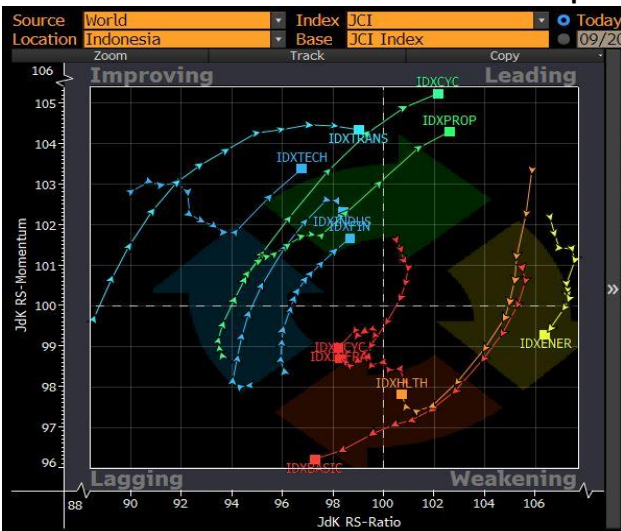 Source World Index JCI Today
Location Indonesia Base JCI Index 09/20
Zoom Track Copy
Improving Leading
IDXCYC
IDXPROP
IDXTRANS
IDXTECH
IDXINDUS
IDXFIN
IDXENER
IDXHLTH
IDXBASIC
Lagging Weakening
JdK RS-Momentum
106
105
104
103
102
101
100
99
98
97
96
88 90 92 94 96 98 100 102 104 106
JdK RS-Ratio
»